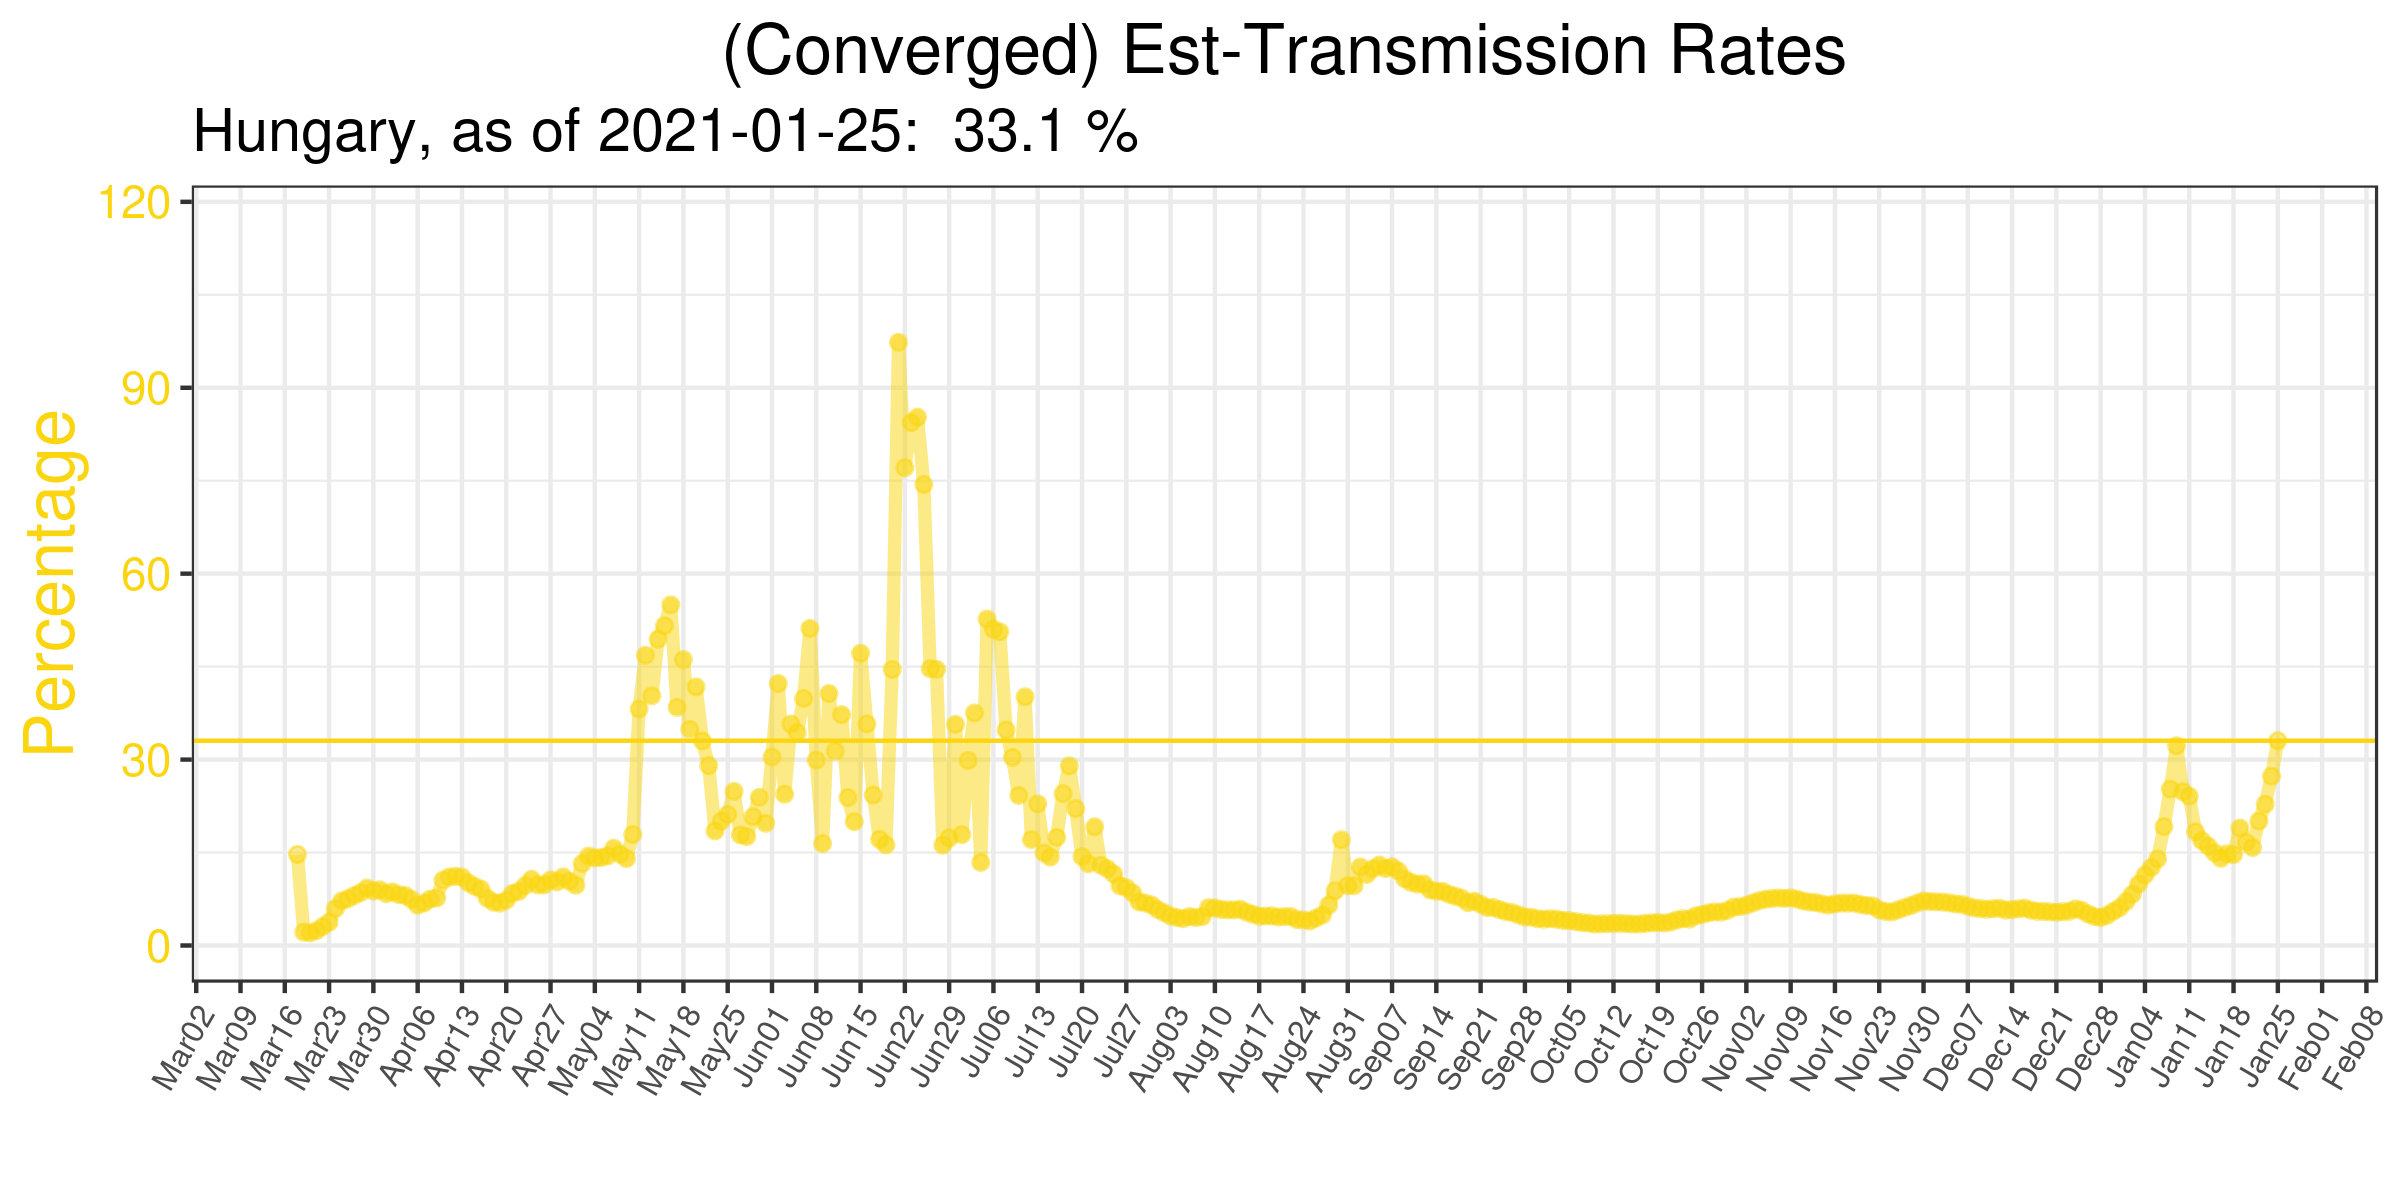 (Converged) Est-Transmission Rates
Hungary, as of 2021-01-25:  33.1 %
Percentage
120
90
60
30
0
Mar02 Mar09 Mar16 Mar23 Mar30 Apr06 Apr13 Apr20 Apr27 May04 May11 May18 May25 Jun01 Jun08 Jun15 Jun22 Jun29 Jul06 Jul13 Jul20 Jul27 Aug03 Aug10 Aug17 Aug24 Aug31 Sep07 Sep14 Sep21 Sep28 Oct05 Oct12 Oct19 Oct26 Nov02 Nov09 Nov16 Nov23 Nov30 Dec07 Dec14 Dec21 Dec28 Jan04 Jan11 Jan18 Jan25 Feb01 Feb08